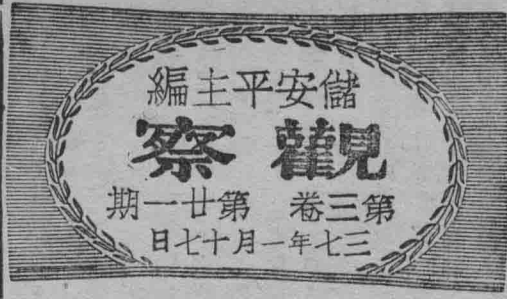 儲安平主編
觀察
第三卷 第廿一期
三七年一月十七日